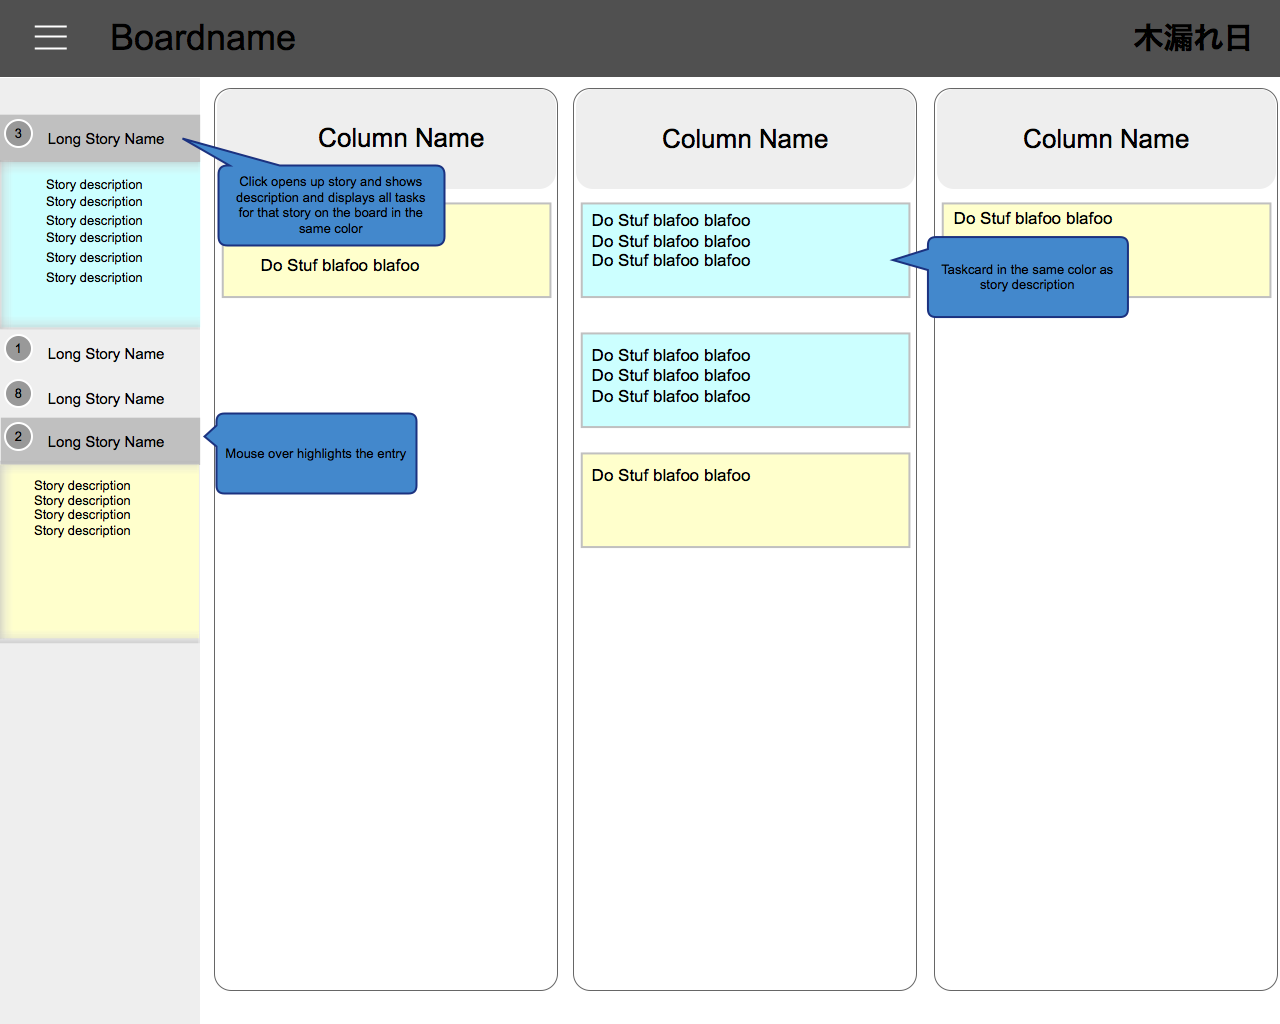 Boardname
木漏れ日
3
Long Story Name
Story description
Story description
Story description
Story description
Story description
Story description
1
Long Story Name
8
Long Story Name
2
Long Story Name
Story description
Story description
Story description
Story description
Column Name
Click opens up story and shows
description and displays all tasks
for that story on the board in the
same color
Do Stuf blafoo blafoo
Mouse over highlights the entry
Column Name
Do Stuf blafoo blafoo
Do Stuf blafoo blafoo
Do Stuf blafoo blafoo
Do Stuf blafoo blafoo
Do Stuf blafoo blafoo
Do Stuf blafoo blafoo
Do Stuf blafoo blafoo
Column Name
Do Stuf blafoo blafoo
Taskcard in the same color as
story description